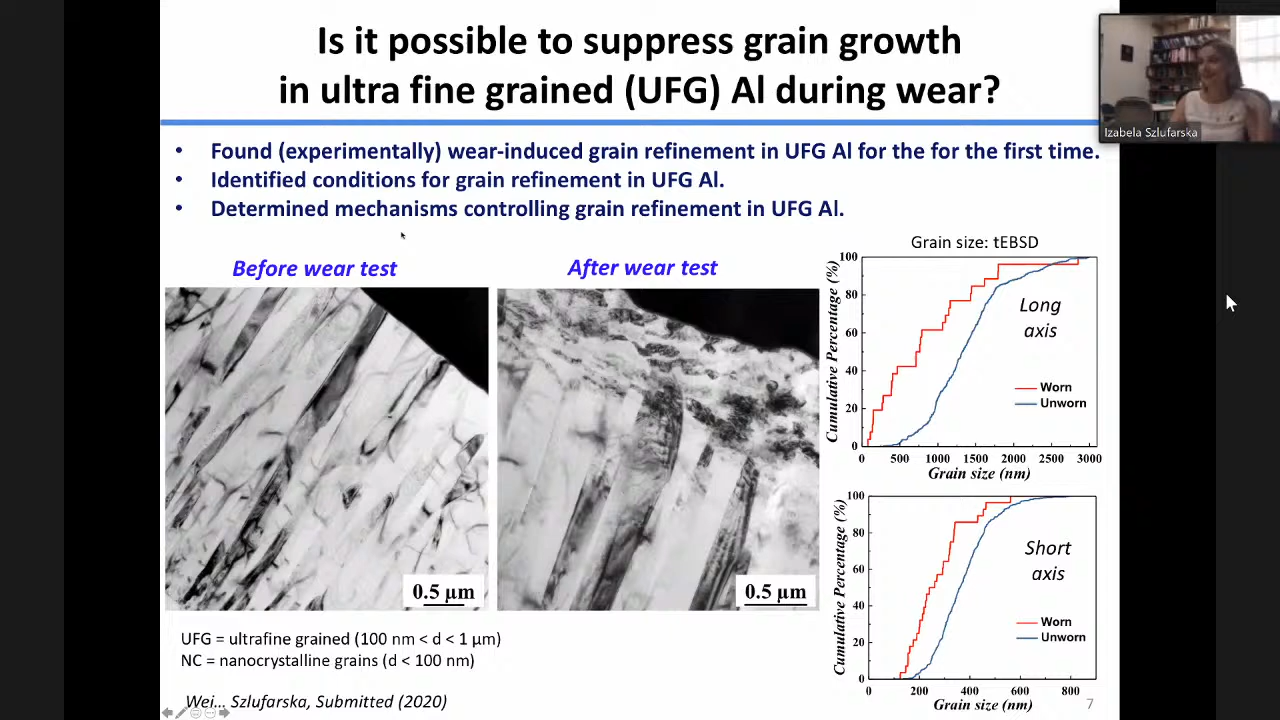 Is it possible to suppress grain growth
in ultra fine grained (UFG) Al during wear?
Izabela Szlufarska
• Found (experimentally) wear-induced grain refinement in UFG Al for the for the first time.
• Identified conditions for grain refinement in UFG Al.
• Determined mechanisms controlling grain refinement in UFG Al.
Before wear test
After wear test
0.5 μm
0.5 μm
Grain size: tEBSD
Cumulative Percentage (%)
100
80
60
40
20
0
Long
axis
Worn
Unworn
0 500 1000 1500 2000 2500 3000
Grain size (nm)
Cumulative Percentage (%)
100
80
60
40
20
0
Short
axis
Worn
Unworn
0 200 400 600 800
Grain size (nm)
UFG = ultrafine grained (100 nm < d < 1 μm)
NC = nanocrystalline grains (d < 100 nm)
Wei... Szlufarska, Submitted (2020)
7